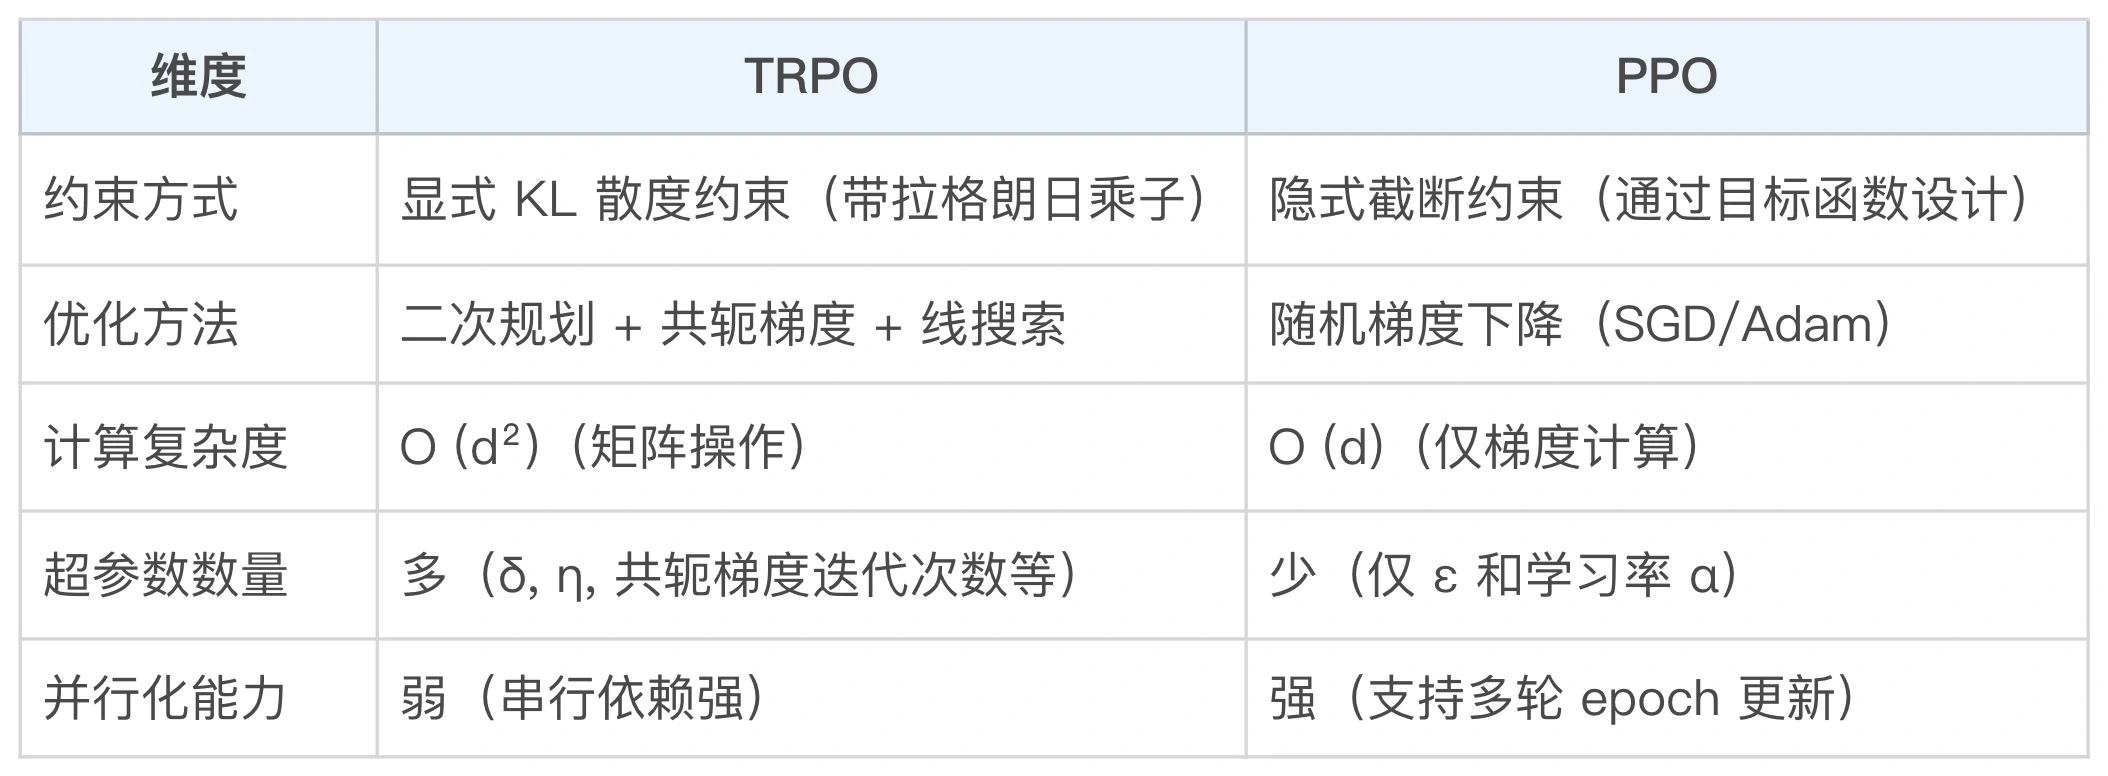 维度 TRPO PPO
约束方式 显式 KL 散度约束（带拉格朗日乘子） 隐式截断约束（通过目标函数设计）
优化方法 二次规划 + 共轭梯度 + 线搜索 随机梯度下降（SGD/Adam）
计算复杂度 O (d²)（矩阵操作） O (d)（仅梯度计算）
超参数数量 多（δ, η, 共轭梯度迭代次数等） 少（仅 ε 和学习率 α）
并行化能力 弱（串行依赖强） 强（支持多轮 epoch 更新）